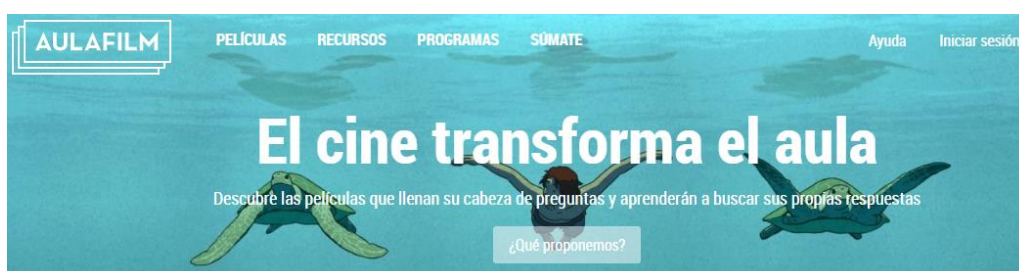 AULAFILM PELÍCULAS RECURSOS PROGRAMAS SÚMATE Ayuda Iniciar sesión
El cine transforma el aula
Descubre las películas que llenan su cabeza de preguntas y aprenderán a buscar sus propias respuestas
¿Qué proponemos?